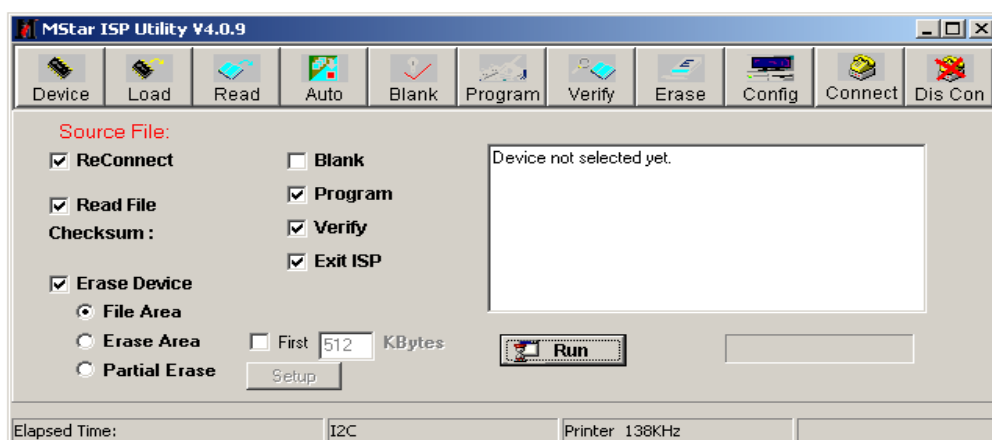 MStar ISP Utility V4.0.9
Device Load Read Auto Blank Program Verify Erase Config Connect Dis Con
Source File:
ReConnect
Read File
Checksum :
Erase Device
File Area
Erase Area
Partial Erase
Blank
Program
Verify
Exit ISP
First 512 KBytes
Setup
Device not selected yet.
Run
Elapsed Time: I2C Printer 138KHz